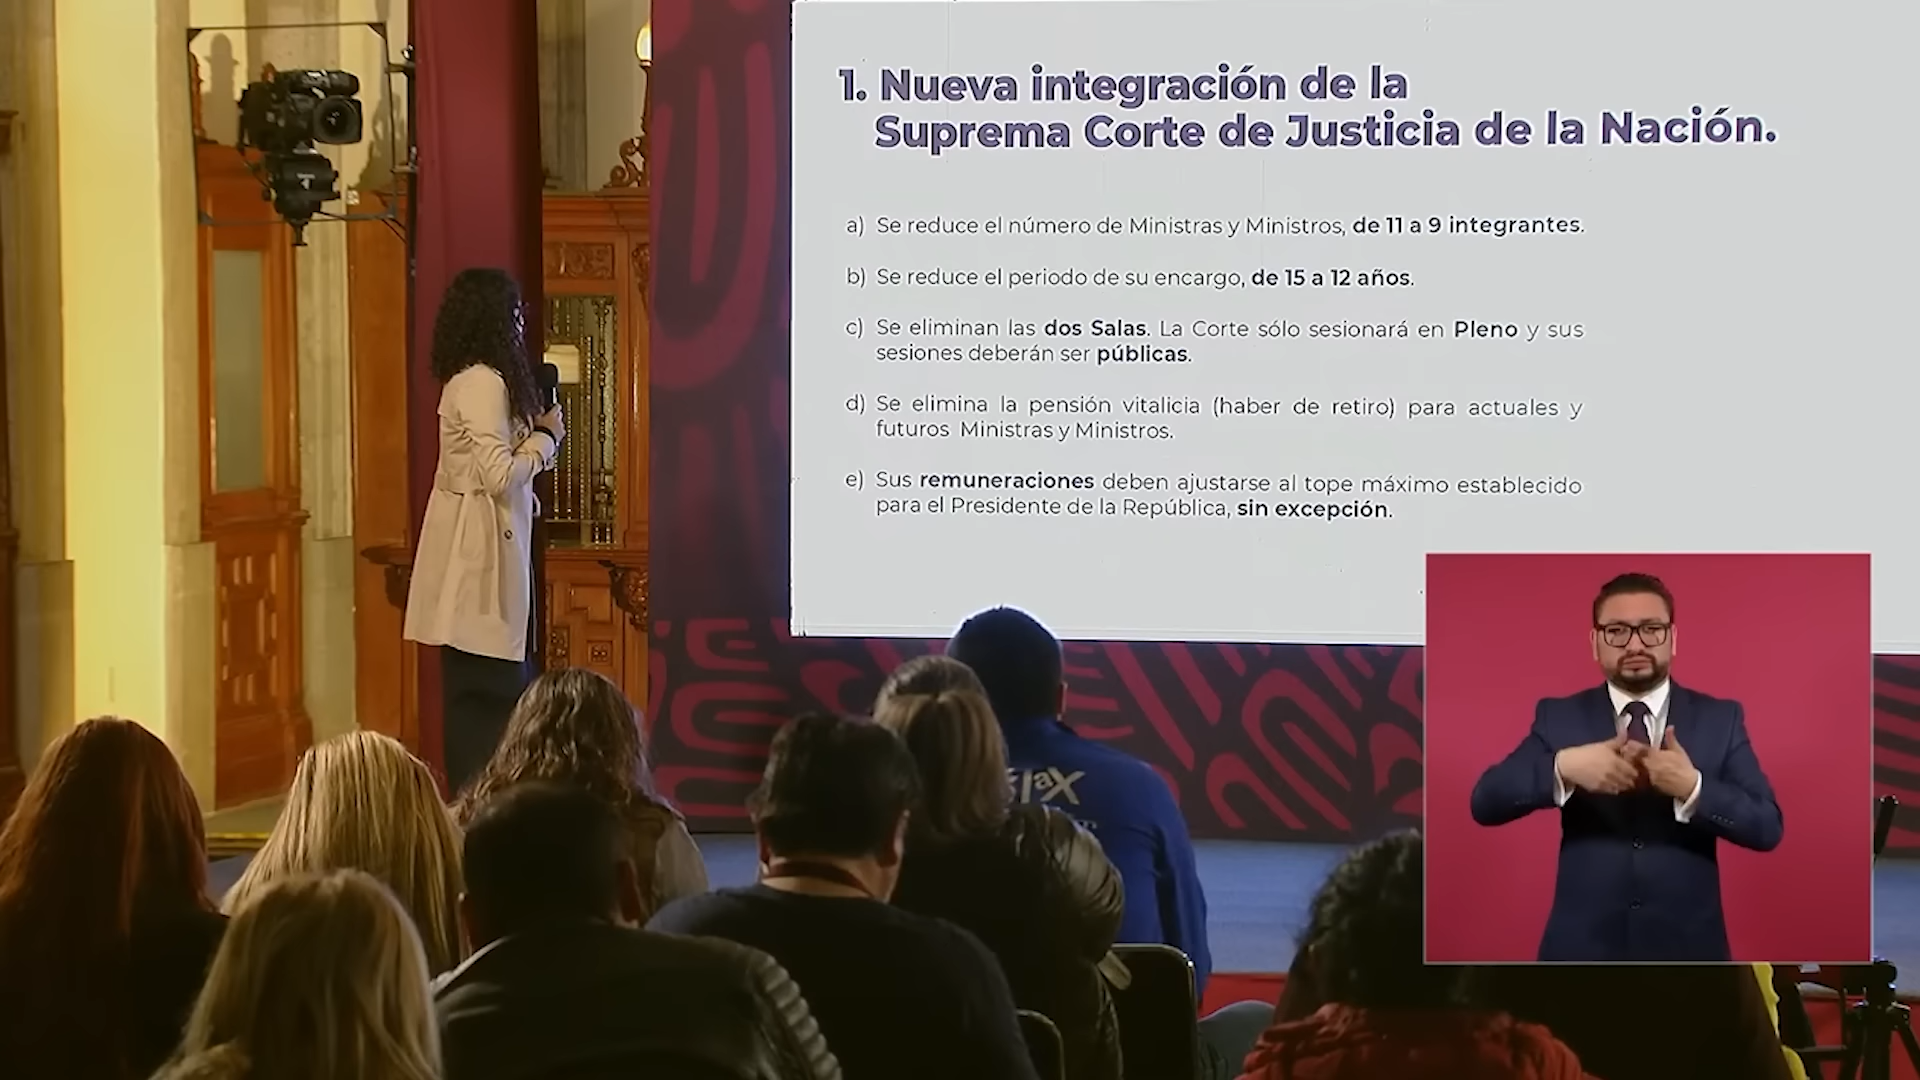 1. Nueva integración de la
Suprema Corte de Justicia de la Nación.
a) Se reduce el número de Ministras y Ministros, de 11 a 9 integrantes.
b) Se reduce el periodo de su encargo, de 15 a 12 años.
c) Se eliminan las dos Salas. La Corte sólo sesionará en Pleno y sus
sesiones deberán ser públicas.
d) Se elimina la pensión vitalicia (haber de retiro) para actuales y
futuros Ministras y Ministros.
e) Sus remuneraciones deben ajustarse al tope máximo establecido
para el Presidente de la República, sin excepción.